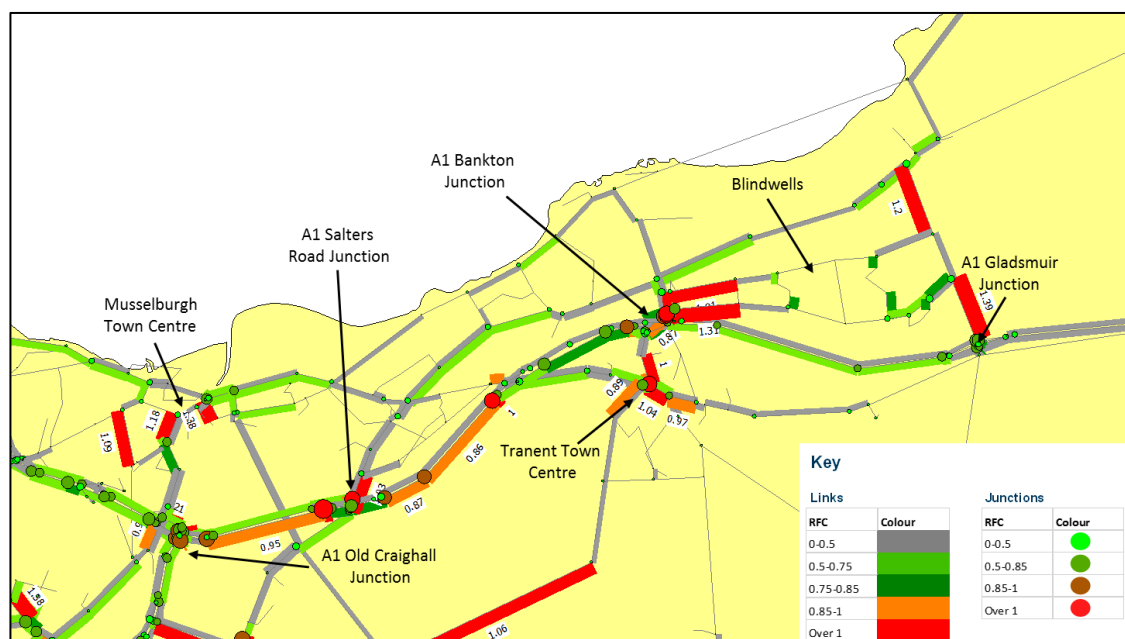 A1 Bankton
Junction
Blindwells
A1 Salters
Road Junction
1.2
A1 Gladsmuir
Junction
Musselburgh
Town Centre
1.39
0.87
1.31
1
0.89
1.18
1.38
1
1.04
0.97
1.09
0.86
Tranent Town
Centre
0.87
0.95
A1 Old Craighall
Junction
1.06
Key
Links
Junctions
RFC Colour
RFC Colour
0-0.5
0-0.5
0.5-0.75
0.5-0.85
0.75-0.85
0.85-1
0.85-1
Over 1
Over 1